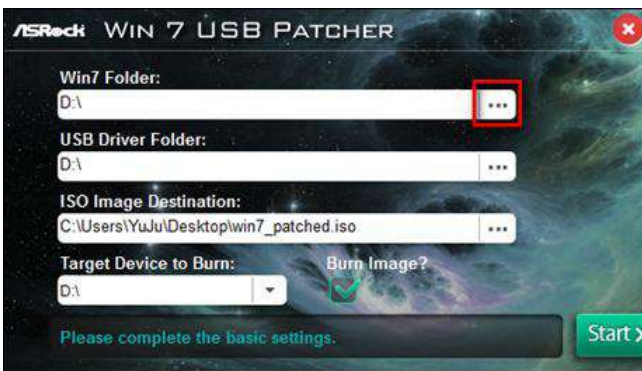 ASRock WIN 7 USB PATCHER
Win7 Folder:
D:\
...
USB Driver Folder:
D:\
...
ISO Image Destination:
C:\Users\YuJu\Desktop\win7_patched.iso
...
Target Device to Burn: Burn Image?
D:\
Please complete the basic settings.
Start